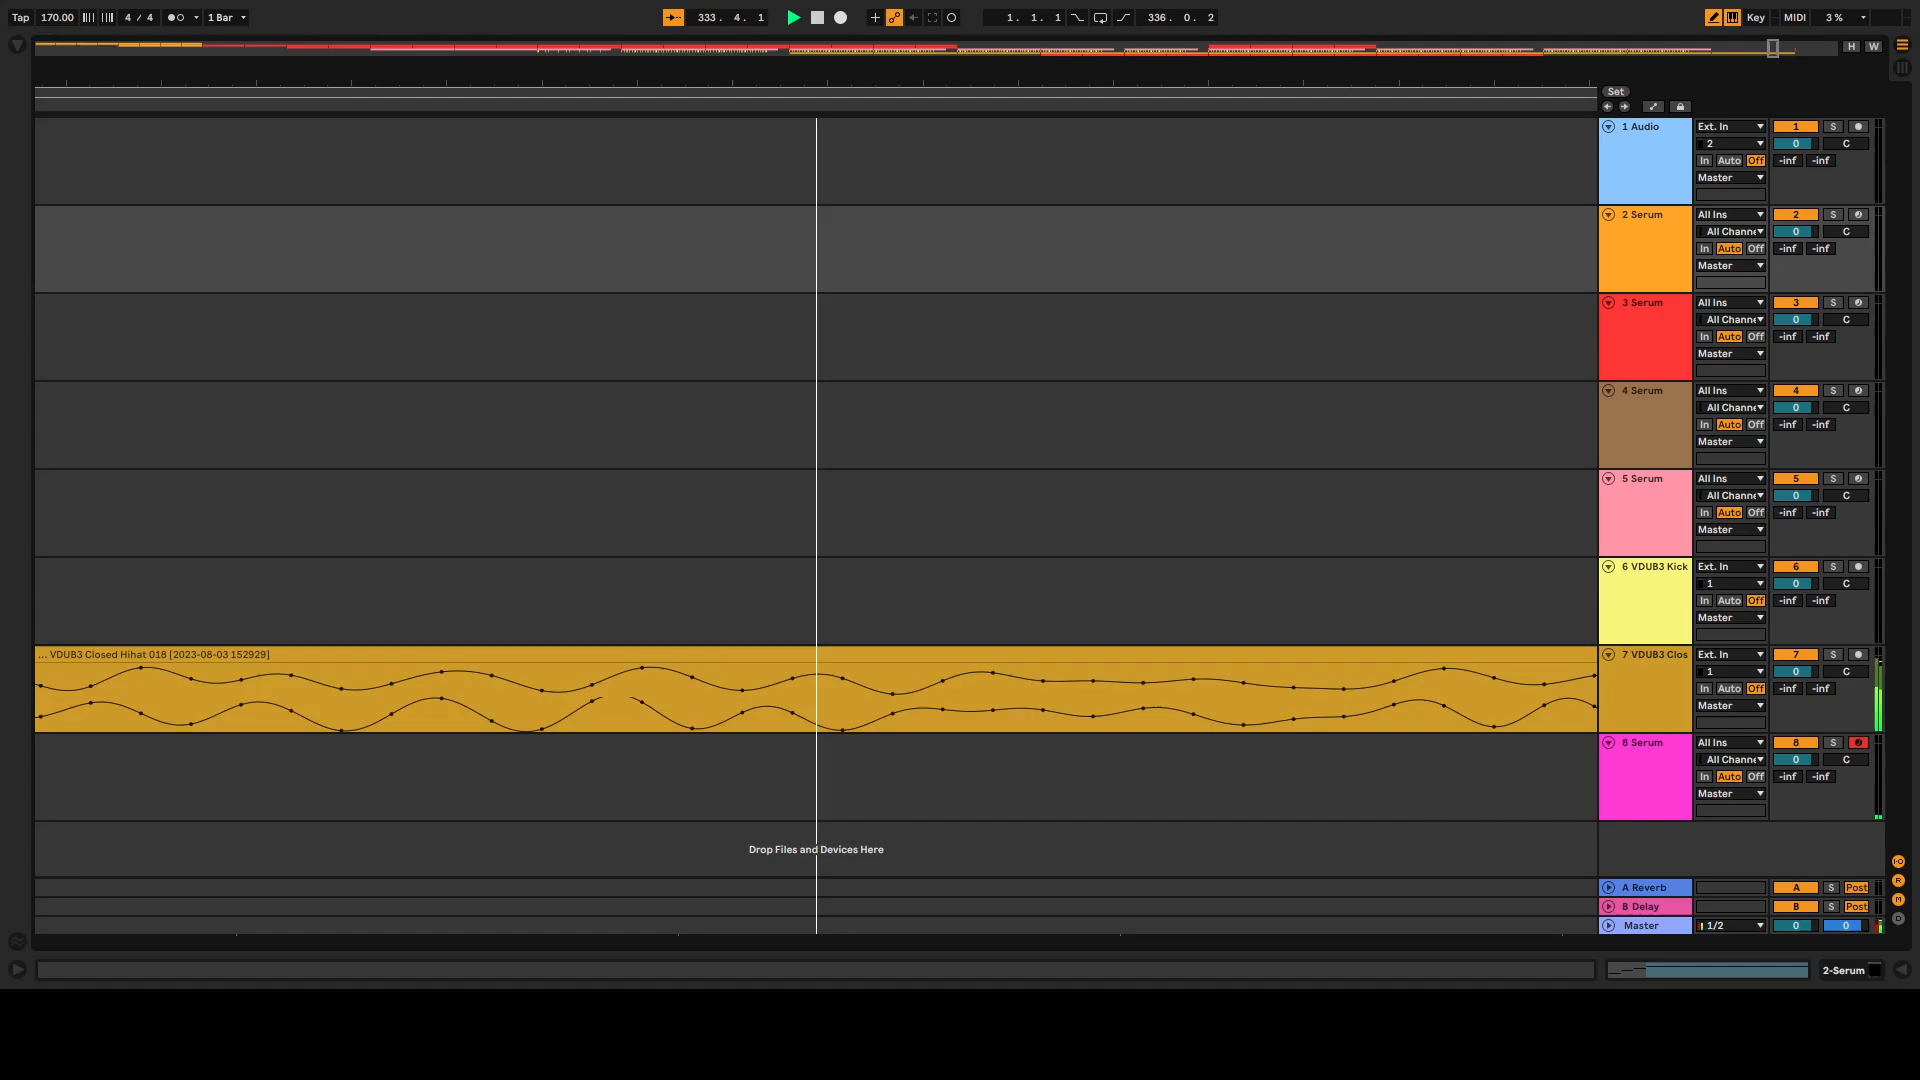 Tap 170.00 4 / 4 1 Bar 333. 4. 1 1. 1. 1 336. 0. 2 Key MIDI 3 %
H W
Set
1 Audio Ext. In 1 S
2 0 C
In Auto Off -inf -inf
Master
2 Serum All Ins 2 S
All Channe 0 C
In Auto Off -inf -inf
Master
3 Serum All Ins 3 S
All Channe 0 C
In Auto Off -inf -inf
Master
4 Serum All Ins 4 S
All Channe 0 C
In Auto Off -inf -inf
Master
5 Serum All Ins 5 S
All Channe 0 C
In Auto Off -inf -inf
Master
6 VDUB3 Kick Ext. In 6 S
1 0 C
In Auto Off -inf -inf
Master
... VDUB3 Closed Hihat 018 [2023-08-03 152929] 7 VDUB3 Clos Ext. In 7 S
1 0 C
In Auto Off -inf -inf
Master
8 Serum All Ins 8 S
All Channe 0 C
In Auto Off -inf -inf
Master
Drop Files and Devices Here
A Reverb A S Post
B Delay B S Post
Master 1/2 0 0
I·O
R
M
D
2-Serum